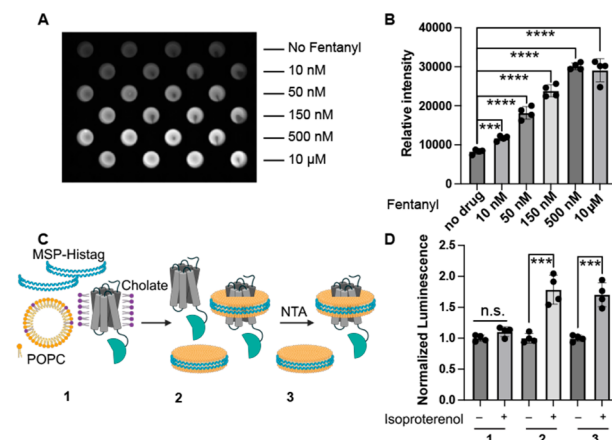 A
No Fentanyl
10 nM
50 nM
150 nM
500 nM
10 µM
B
Relative intensity
40000
30000
20000
10000
0
****
****
****
****
***
Fentanyl
no drug
10 nM
50 nM
150 nM
500 nM
10µM
C
MSP-Histag
Cholate
POPC
NTA
1
2
3
D
Normalized Luminescence
2.5
2.0
1.5
1.0
0.5
0.0
n.s.
***
***
Isoproterenol
– + – + – +
1 2 3